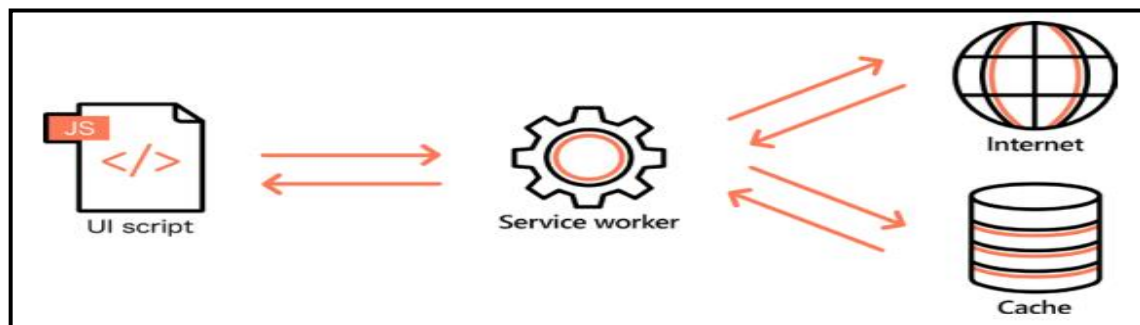 JS
</>
UI script
Service worker
Internet
Cache